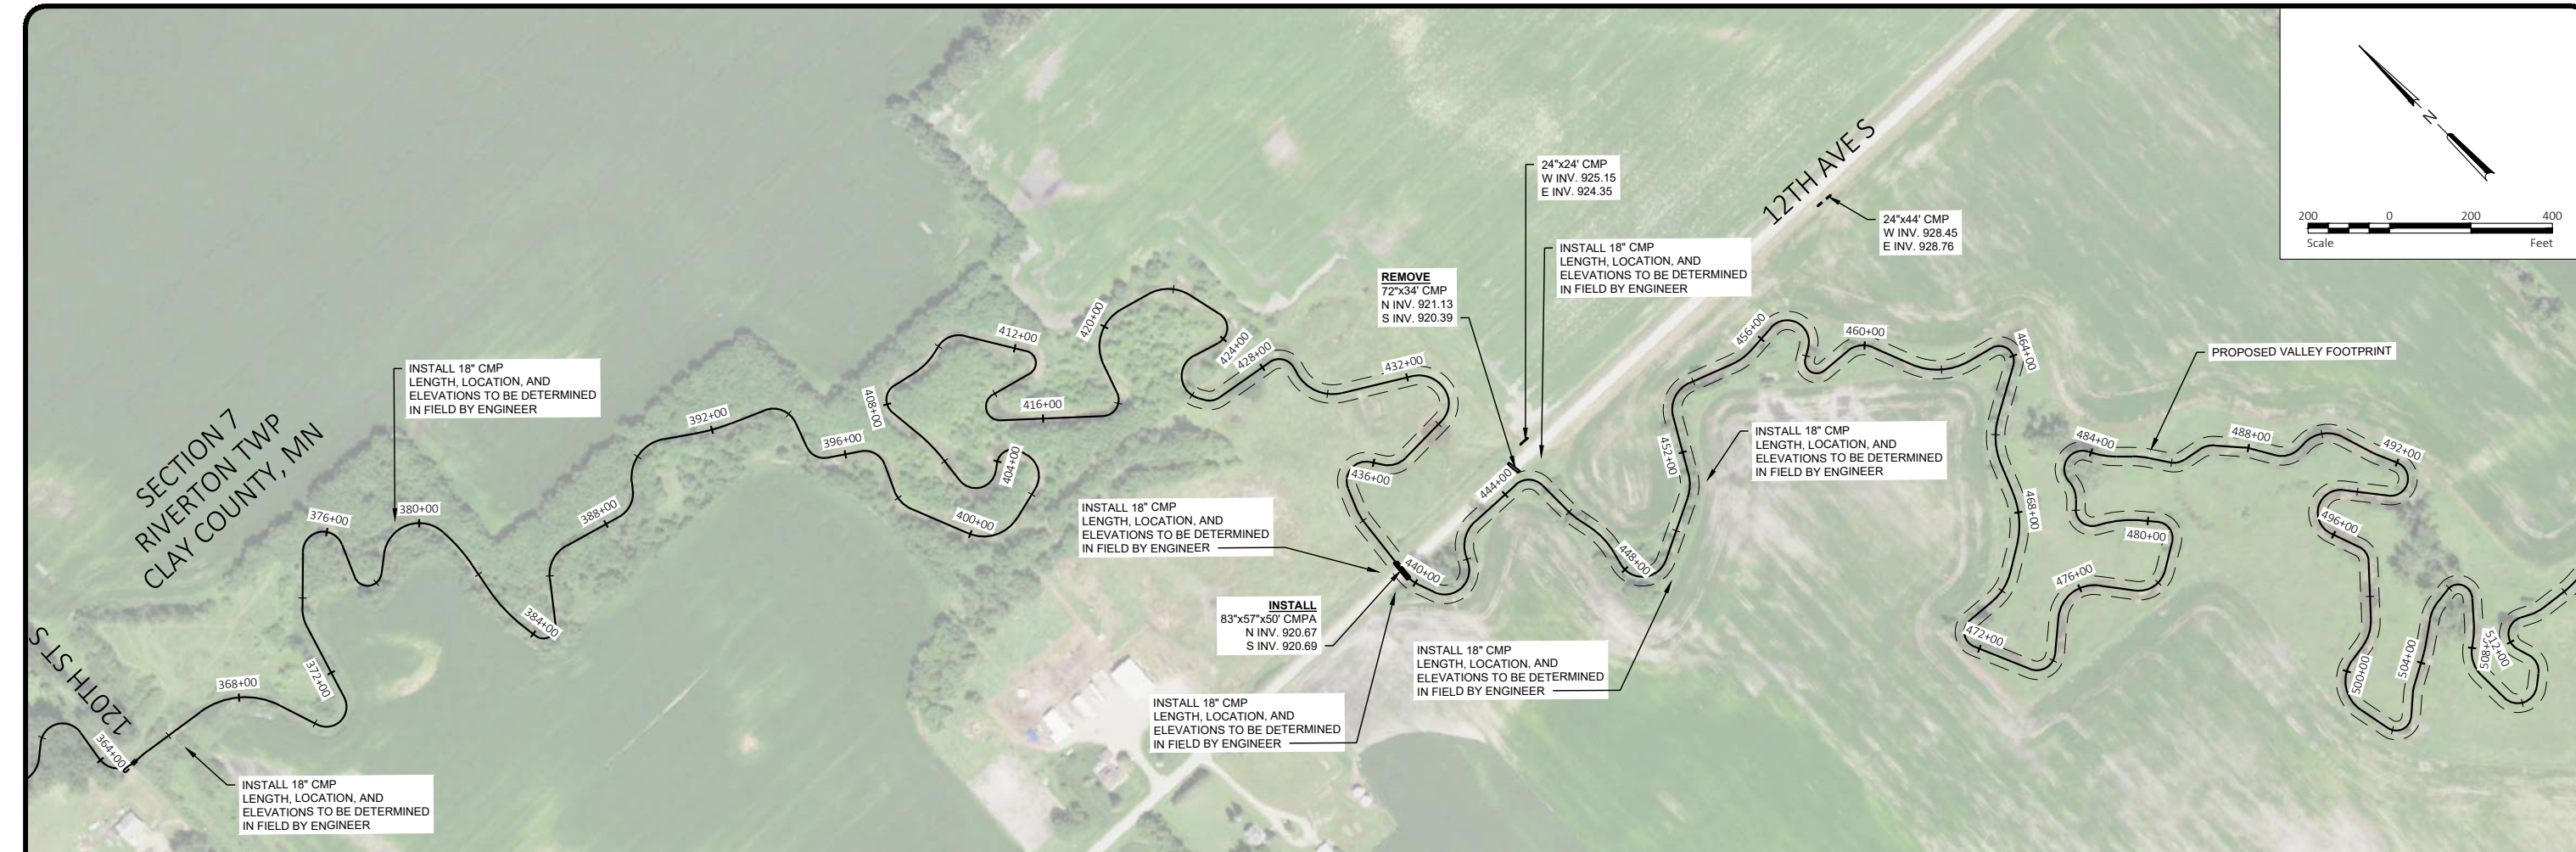 SECTION 7
RIVERTON TWP
CLAY COUNTY, MN
120TH ST S
12TH AVE S
N
200 0 200 400
Scale Feet
24"x24' CMP
W INV. 925.15
E INV. 924.35
24"x44' CMP
W INV. 928.45
E INV. 928.76
INSTALL 18" CMP
LENGTH, LOCATION, AND
ELEVATIONS TO BE DETERMINED
IN FIELD BY ENGINEER
REMOVE
72"x34' CMP
N INV. 921.13
S INV. 920.39
PROPOSED VALLEY FOOTPRINT
INSTALL 18" CMP
LENGTH, LOCATION, AND
ELEVATIONS TO BE DETERMINED
IN FIELD BY ENGINEER
INSTALL 18" CMP
LENGTH, LOCATION, AND
ELEVATIONS TO BE DETERMINED
IN FIELD BY ENGINEER
INSTALL 18" CMP
LENGTH, LOCATION, AND
ELEVATIONS TO BE DETERMINED
IN FIELD BY ENGINEER
INSTALL
83"x57"x50' CMPA
N INV. 920.67
S INV. 920.69
INSTALL 18" CMP
LENGTH, LOCATION, AND
ELEVATIONS TO BE DETERMINED
IN FIELD BY ENGINEER
INSTALL 18" CMP
LENGTH, LOCATION, AND
ELEVATIONS TO BE DETERMINED
IN FIELD BY ENGINEER
INSTALL 18" CMP
LENGTH, LOCATION, AND
ELEVATIONS TO BE DETERMINED
IN FIELD BY ENGINEER
364+00
368+00
372+00
376+00
380+00
384+00
388+00
392+00
396+00
400+00
404+00
408+00
412+00
416+00
420+00
424+00
428+00
432+00
436+00
440+00
444+00
448+00
452+00
456+00
460+00
464+00
468+00
472+00
476+00
480+00
484+00
488+00
492+00
496+00
500+00
504+00
512+00